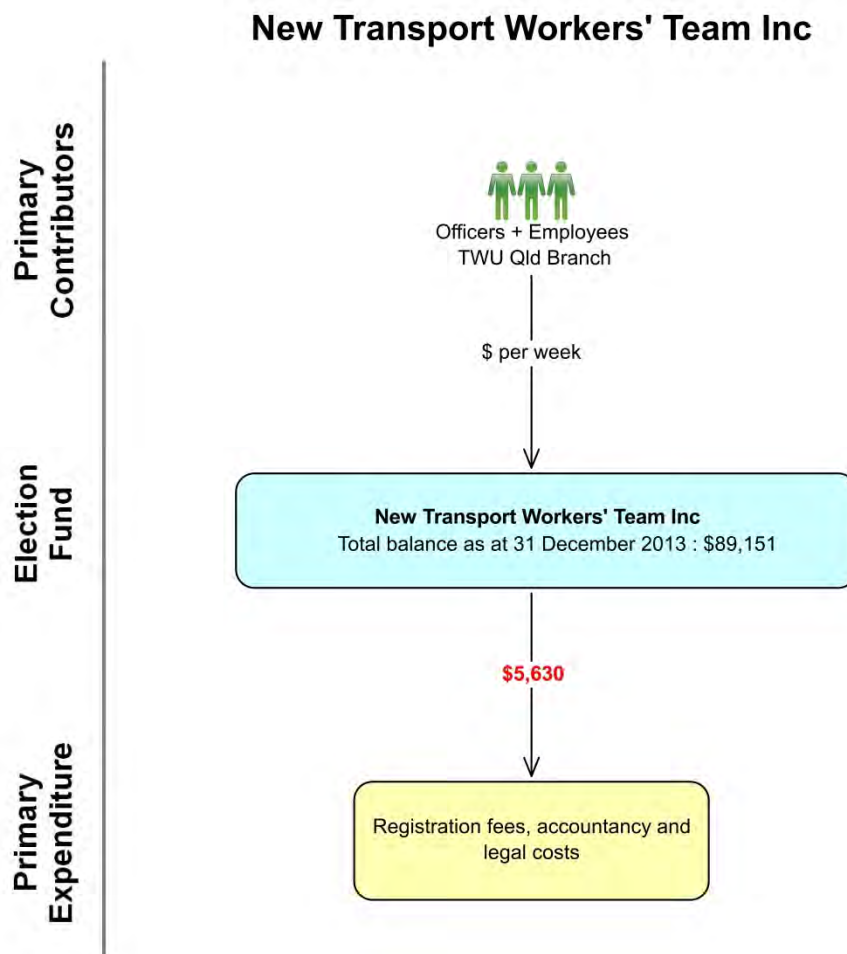 New Transport Workers' Team Inc
Primary
Contributors
Officers + Employees
TWU Qld Branch
$ per week
Election
Fund
New Transport Workers' Team Inc
Total balance as at 31 December 2013 : $89,151
$5,630
Primary
Expenditure
Registration fees, accountancy and
legal costs